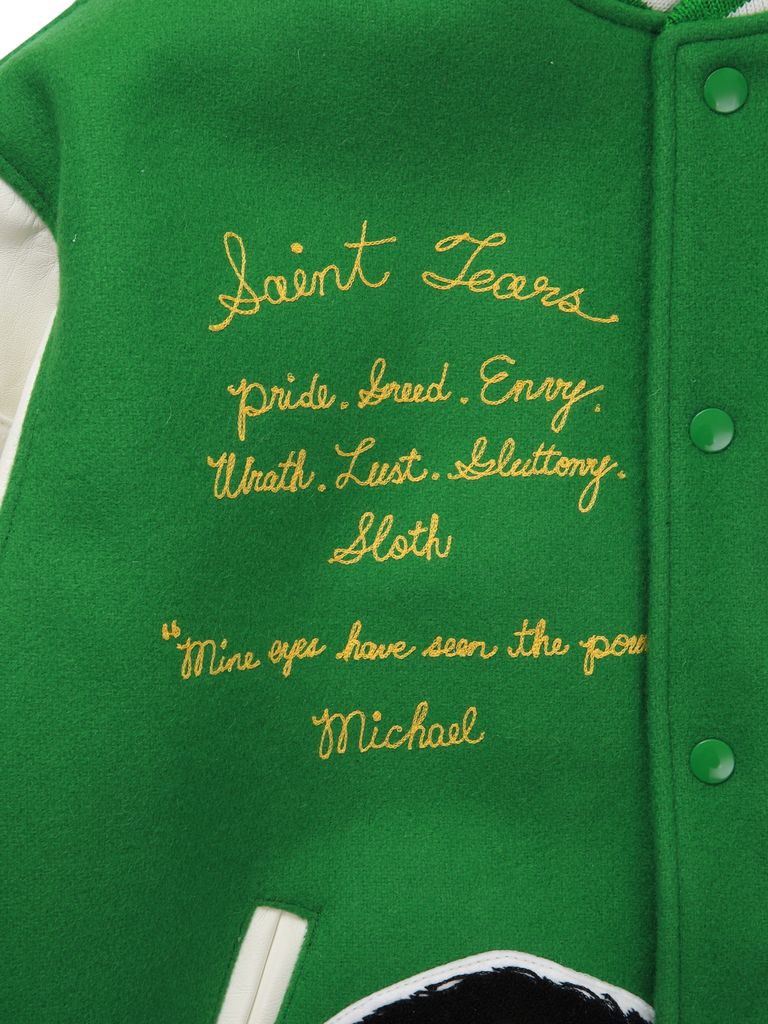 Saint Tears
Pride. Greed. Envy.
Wrath. Lust. Gluttony.
Sloth
"Mine eyes have seen the
Michael